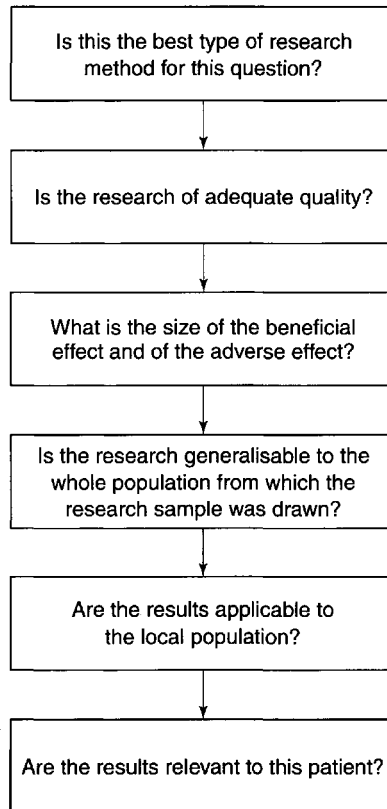 Is this the best type of research
method for this question?
Is the research of adequate quality?
What is the size of the beneficial
effect and of the adverse effect?
Is the research generalisable to the
whole population from which the
research sample was drawn?
Are the results applicable to
the local population?
Are the results relevant to this patient?